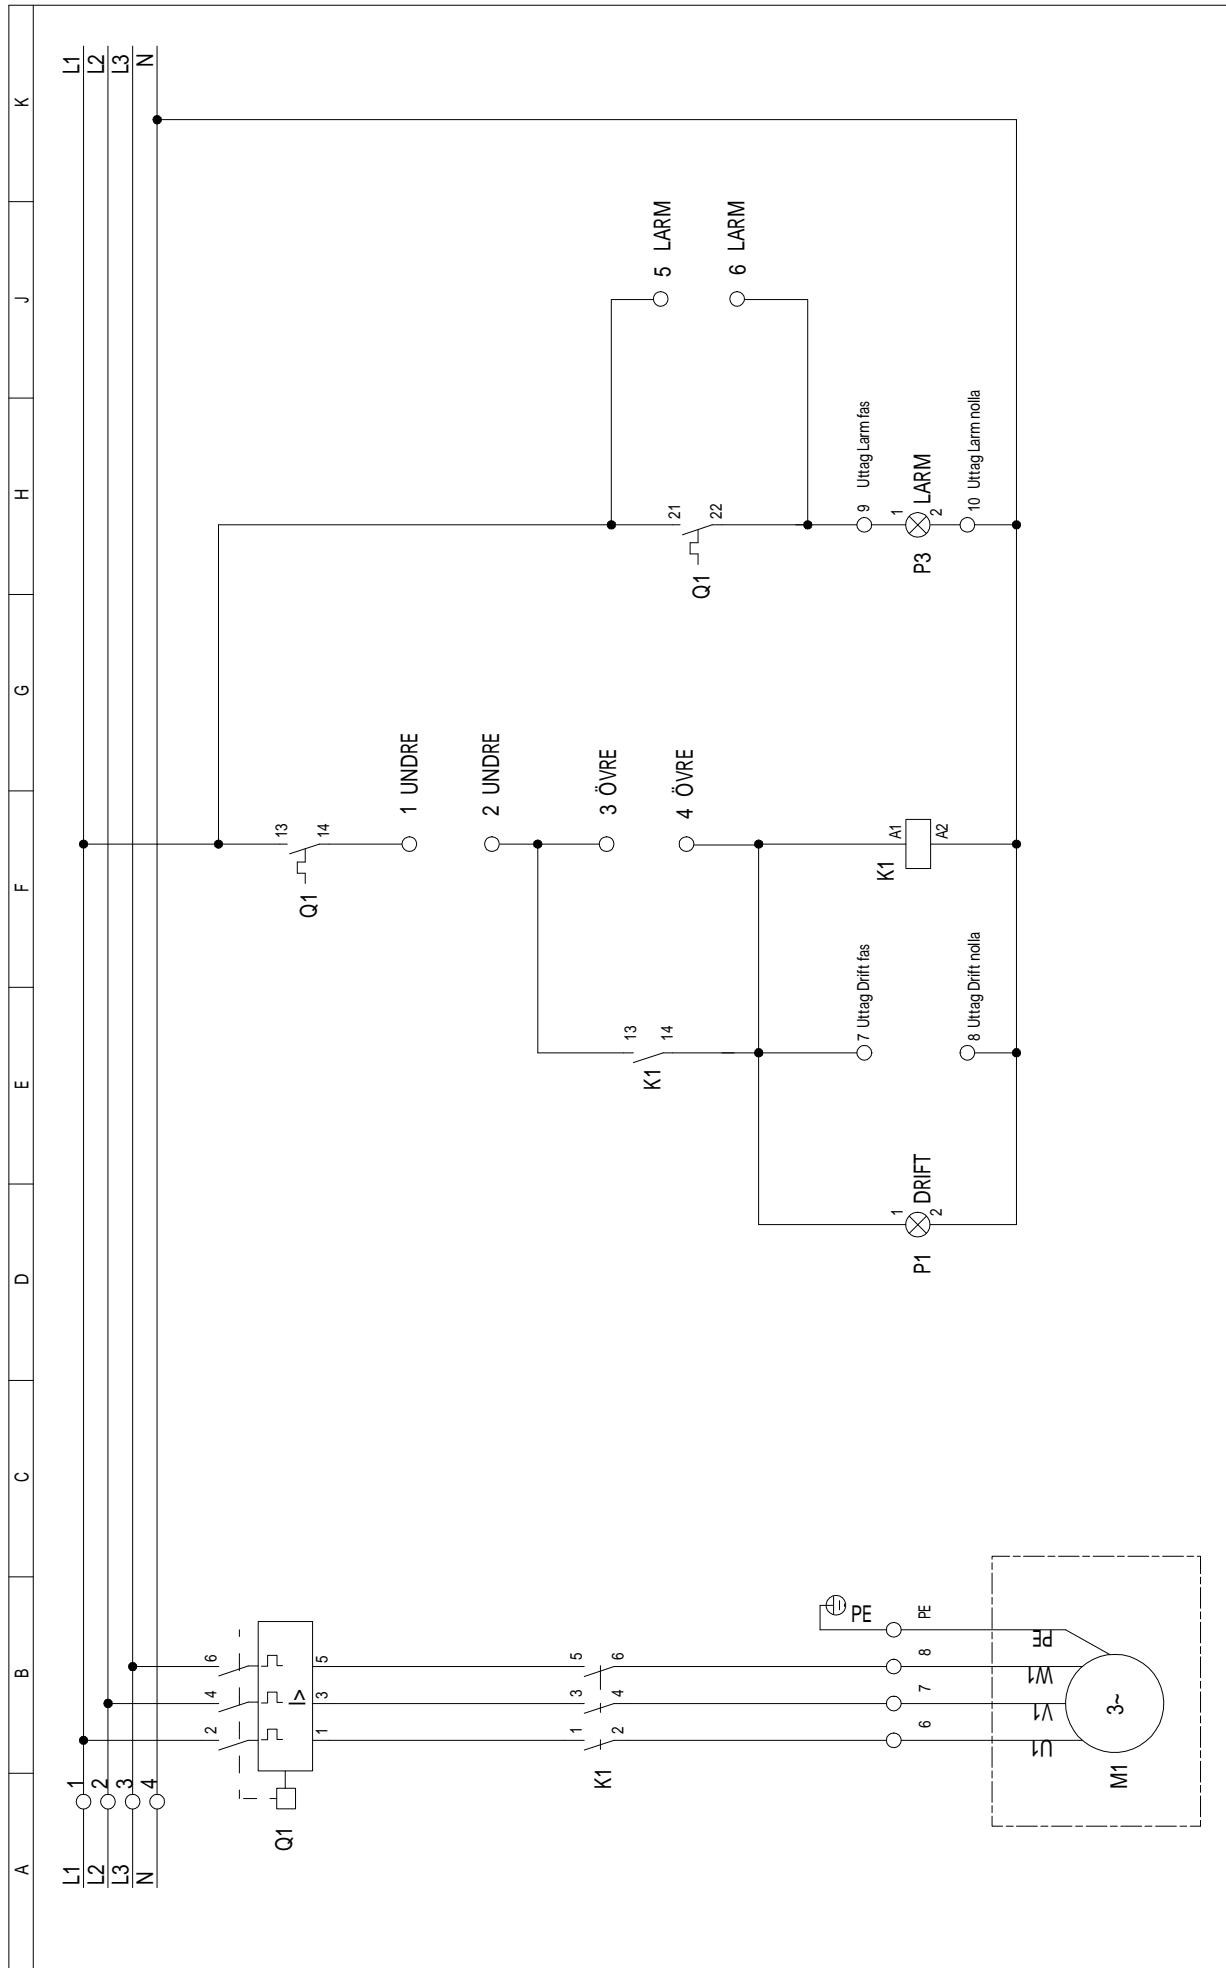 A B C D E F G H J K
L1 1 L1
L2 2 L2
L3 3 L3
N 4 N
Q1
2 4 6
I>
1 3 5
K1
1 3 5
2 4 6
PE
6 7 8 PE
U1 V1 W1 PE
M1
3~
Q1
13
14
1 UNDRE
2 UNDRE
3 ÖVRE
4 ÖVRE
K1
13
14
P1
1
2
DRIFT
7 Uttag Drift fas
8 Uttag Drift nolla
K1
A1
A2
Q1
21
22
5 LARM
6 LARM
9 Uttag Larm fas
P3
1
2
LARM
10 Uttag Larm nolla